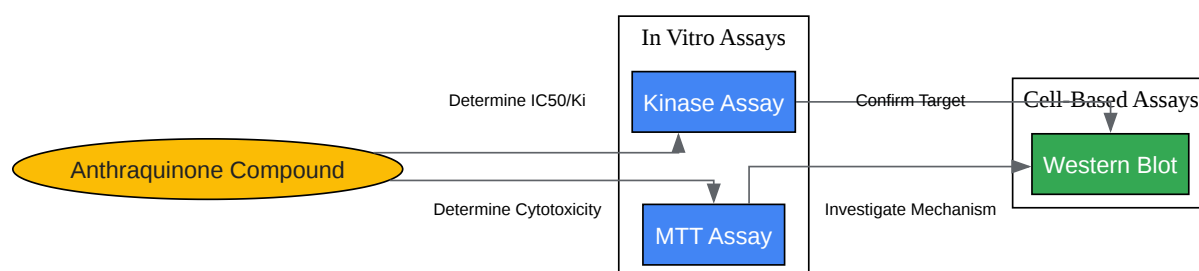 In Vitro Assays
Determine IC50/Ki
Kinase Assay
Confirm Target
Cell-Based Assays
Anthraquinone Compound
Western Blot
Determine Cytotoxicity
MTT Assay
Investigate Mechanism